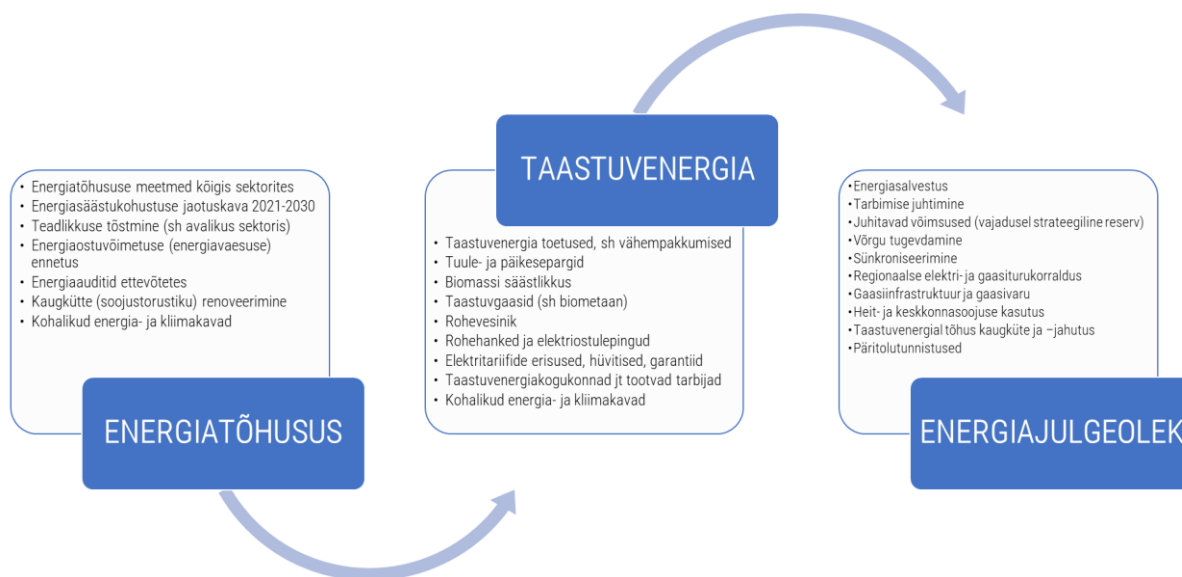 • Energiatõhususe meetmed kõigis sektorites
• Energiasäästukohustuse jaotuskava 2021-2030
• Teadlikkuse tõstmine (sh avalikus sektoris)
• Energiaostuvõimetuse (energiavaesuse)
ennetus
• Energiaauditid ettevõtetes
• Kaugkütte (soojustorustiku) renoveerimine
• Kohalikud energia- ja kliimakavad
ENERGIATÕHUSUS
TAASTUVENERGIA
• Taastuvenergia toetused, sh vähempakkumised
• Tuule- ja päikesepargid
• Biomassi säästlikkus
• Taastuvgaasid (sh biometaan)
• Rohevesinik
• Rohehanked ja elektriostulepingud
• Elektritariifide erisused, hüvitised, garantiid
• Taastuvenergiakogukonnad jt tootvad tarbijad
• Kohalikud energia- ja kliimakavad
•Energiasalvestus
•Tarbimise juhtimine
•Juhitavad võimsused (vajadusel strateegiline reserv)
•Võrgu tugevdamine
•Sünkroniseerimine
•Regionaalse elektri- ja gaasiturukorraldus
•Gaasiinfrastruktuur ja gaasivaru
•Heit- ja keskkonnasoojuse kasutus
•Taastuvenergial tõhus kaugküte ja –jahutus
•Päritolutunnistused
ENERGIAJULGEOLEK